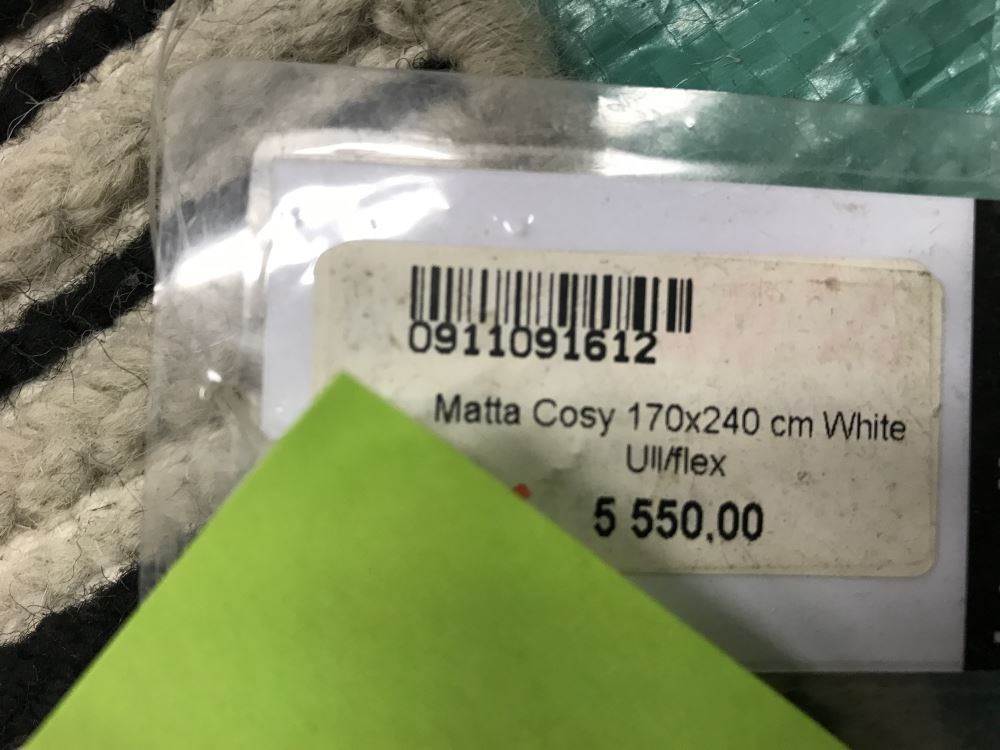 0911091612
Matta Cosy 170x240 cm White
Ull/flex
5 550,00